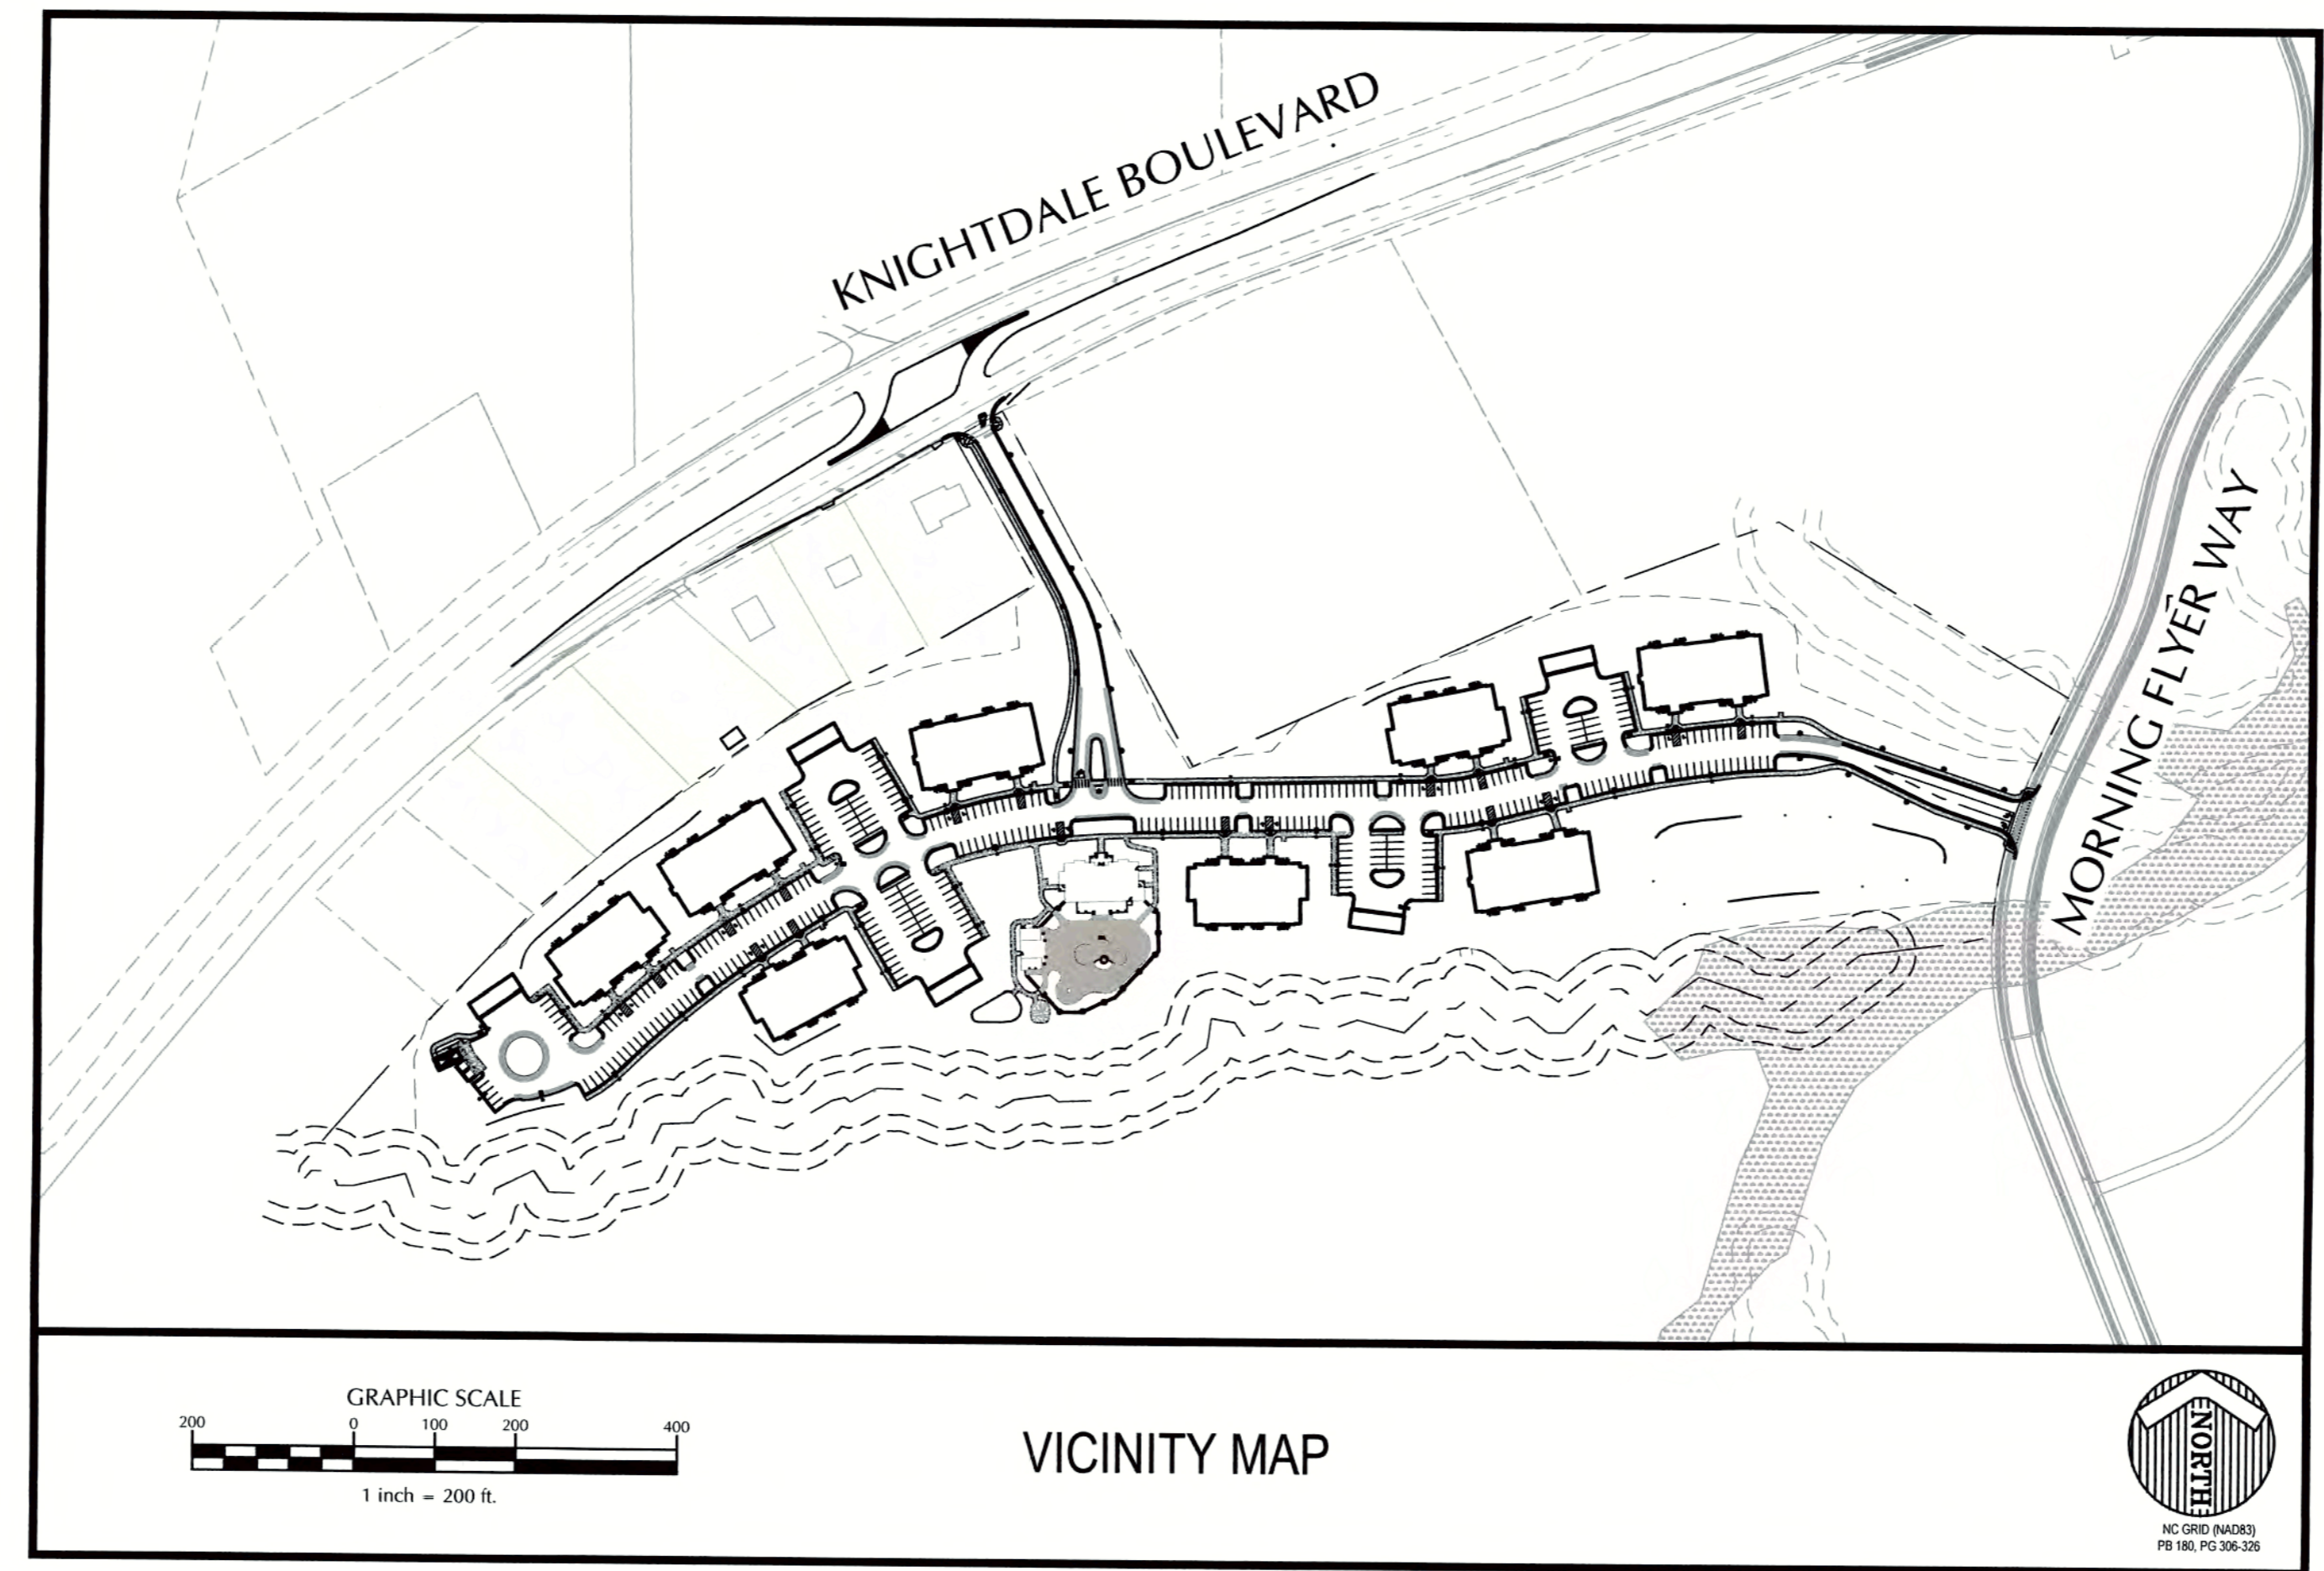 KNIGHTDALE BOULEVARD
MORNING FLYER WAY
GRAPHIC SCALE
200 0 100 200 400
1 inch = 200 ft.
VICINITY MAP
NORTH
NC GRID (NAD83)
PB 180, PG 306-326